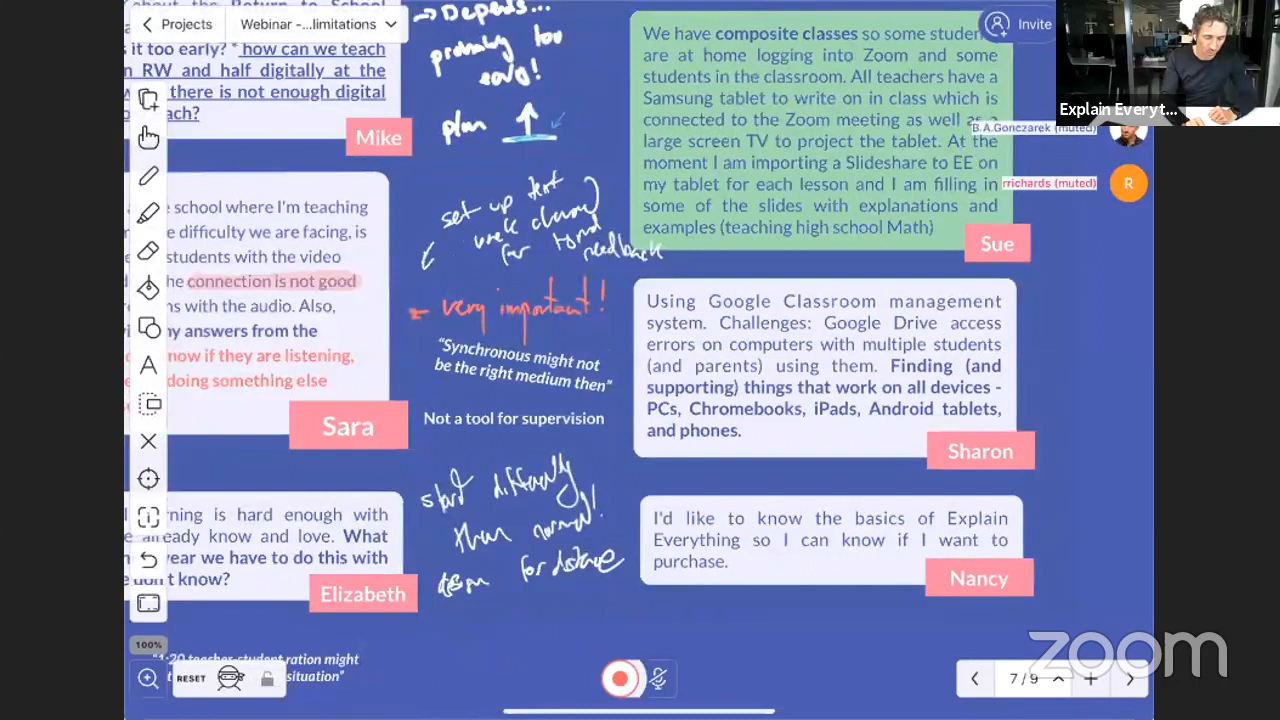 about the Return to School
Projects
Webinar -...limitations
it too early? *how can we teach
n RW and half digitally at the
there is not enough digital
ach?
Mike
→ Depends...
probably too
early!
plan
We have composite classes so some students
are at home logging into Zoom and some
students in the classroom. All teachers have a
Samsung tablet to write on in class which is
connected to the Zoom meeting as well as a
large screen TV to project the tablet. At the
moment I am importing a Slideshare to EE on
my tablet for each lesson and I am filling in
some of the slides with explanations and
examples (teaching high school Math)
Sue
Invite
Explain Everyt...
B.A.Gonczarek (muted)
rrichards (muted)
R
e school where I'm teaching
e difficulty we are facing, is
students with the video
he connection is not good
ns with the audio. Also,
ny answers from the
now if they are listening,
doing something else
Sara
set up text
for
feedback
very important!
"Synchronous might not
be the right medium then"
Not a tool for supervision
Using Google Classroom management
system. Challenges: Google Drive access
errors on computers with multiple students
(and parents) using them. Finding (and
supporting) things that work on all devices -
PCs, Chromebooks, iPads, Android tablets,
and phones.
Sharon
rning is hard enough with
already know and love. What
year we have to do this with
don't know?
Elizabeth
start differently
than normal!
for distance
I'd like to know the basics of Explain
Everything so I can know if I want to
purchase.
Nancy
"1:20 teacher-student ration might
situation"
100%
RESET
7/9
zoom